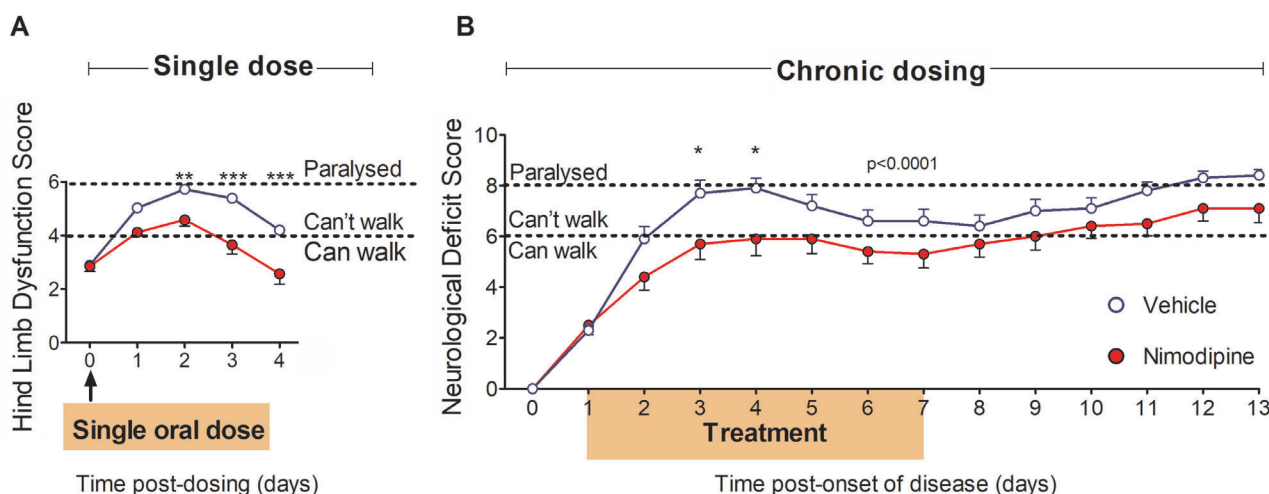 A
Single dose
Hind Limb Dysfunction Score
6
4
2
0
** *** ***
Paralysed
Can't walk
Can walk
0 1 2 3 4
Single oral dose
Time post-dosing (days)
B
Chronic dosing
Neurological Deficit Score
10
8
6
4
2
0
* *
p<0.0001
Paralysed
Can't walk
Can walk
Vehicle
Nimodipine
0 1 2 3 4 5 6 7 8 9 10 11 12 13
Treatment
Time post-onset of disease (days)